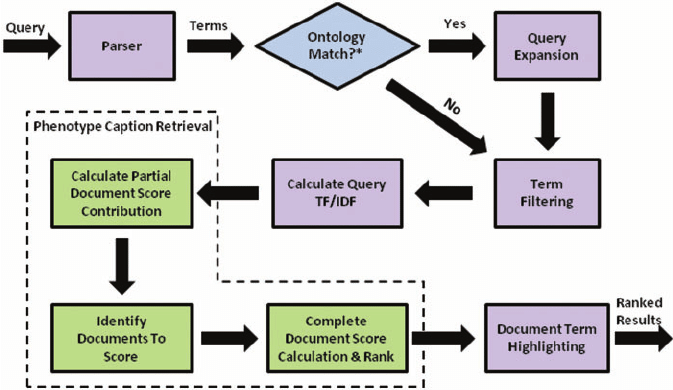 Query
Parser
Terms
Ontology
Match?*
Yes
Query
Expansion
No
Phenotype Caption Retrieval
Calculate Partial
Document Score
Contribution
Calculate Query
TF/IDF
Term
Filtering
Identify
Documents To
Score
Complete
Document Score
Calculation & Rank
Document Term
Highlighting
Ranked
Results